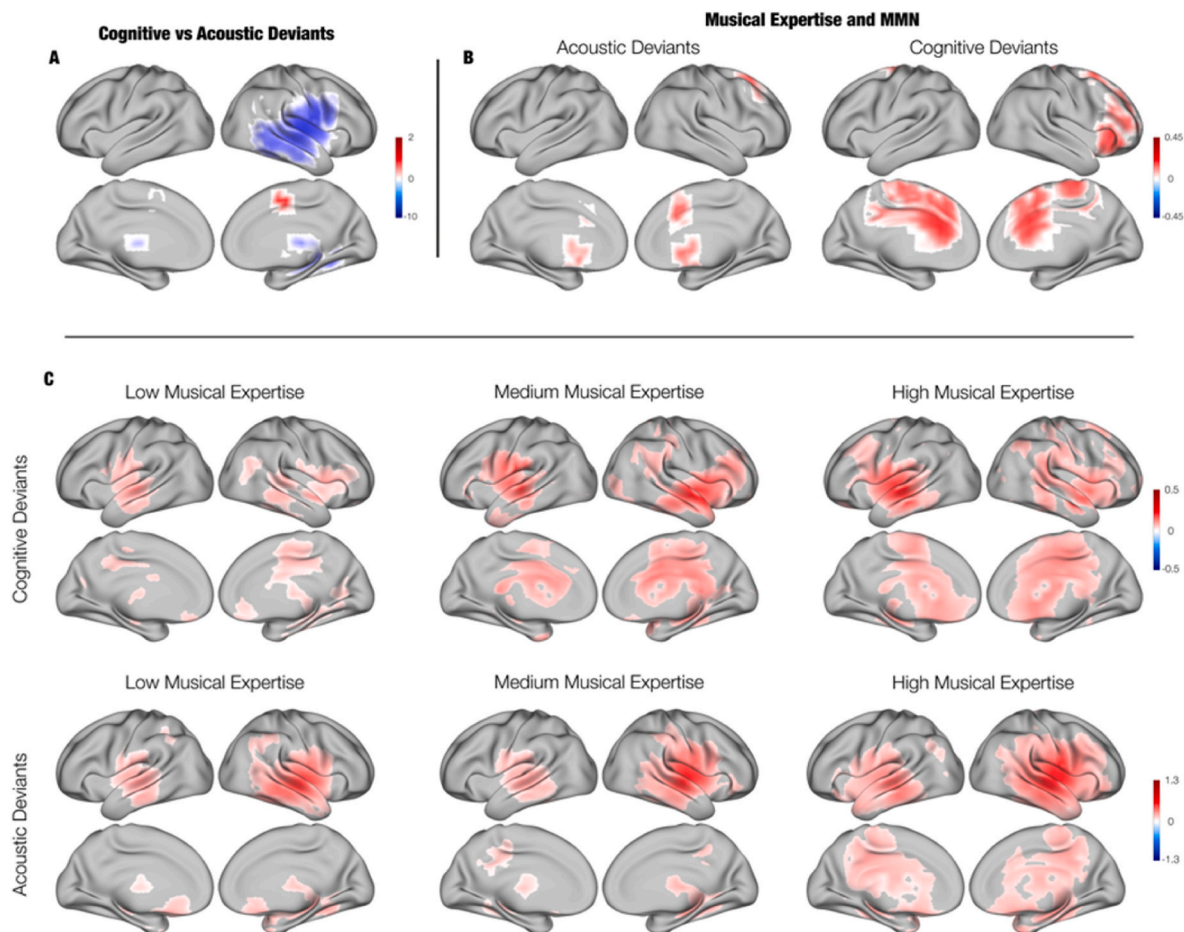 Musical Expertise and MMN
Cognitive vs Acoustic Deviants
A
B
Acoustic Deviants
Cognitive Deviants
2
0
-10
0.45
0
-0.45
C
Cognitive Deviants
Low Musical Expertise
Medium Musical Expertise
High Musical Expertise
0.5
0
-0.5
Acoustic Deviants
Low Musical Expertise
Medium Musical Expertise
High Musical Expertise
1.3
0
-1.3